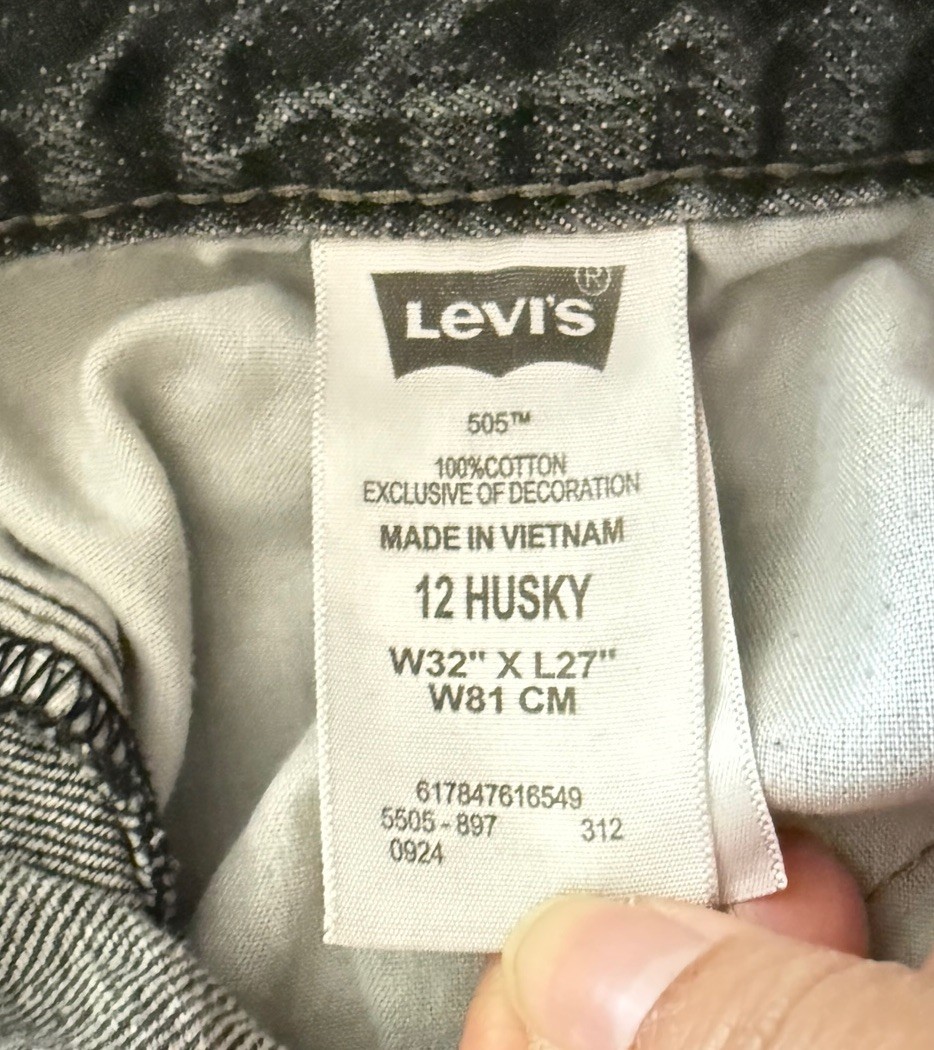 LEVI'S®
505™
100%COTTON
EXCLUSIVE OF DECORATION
MADE IN VIETNAM
12 HUSKY
W32" X L27"
W81 CM
617847616549
5505-897 312
0924